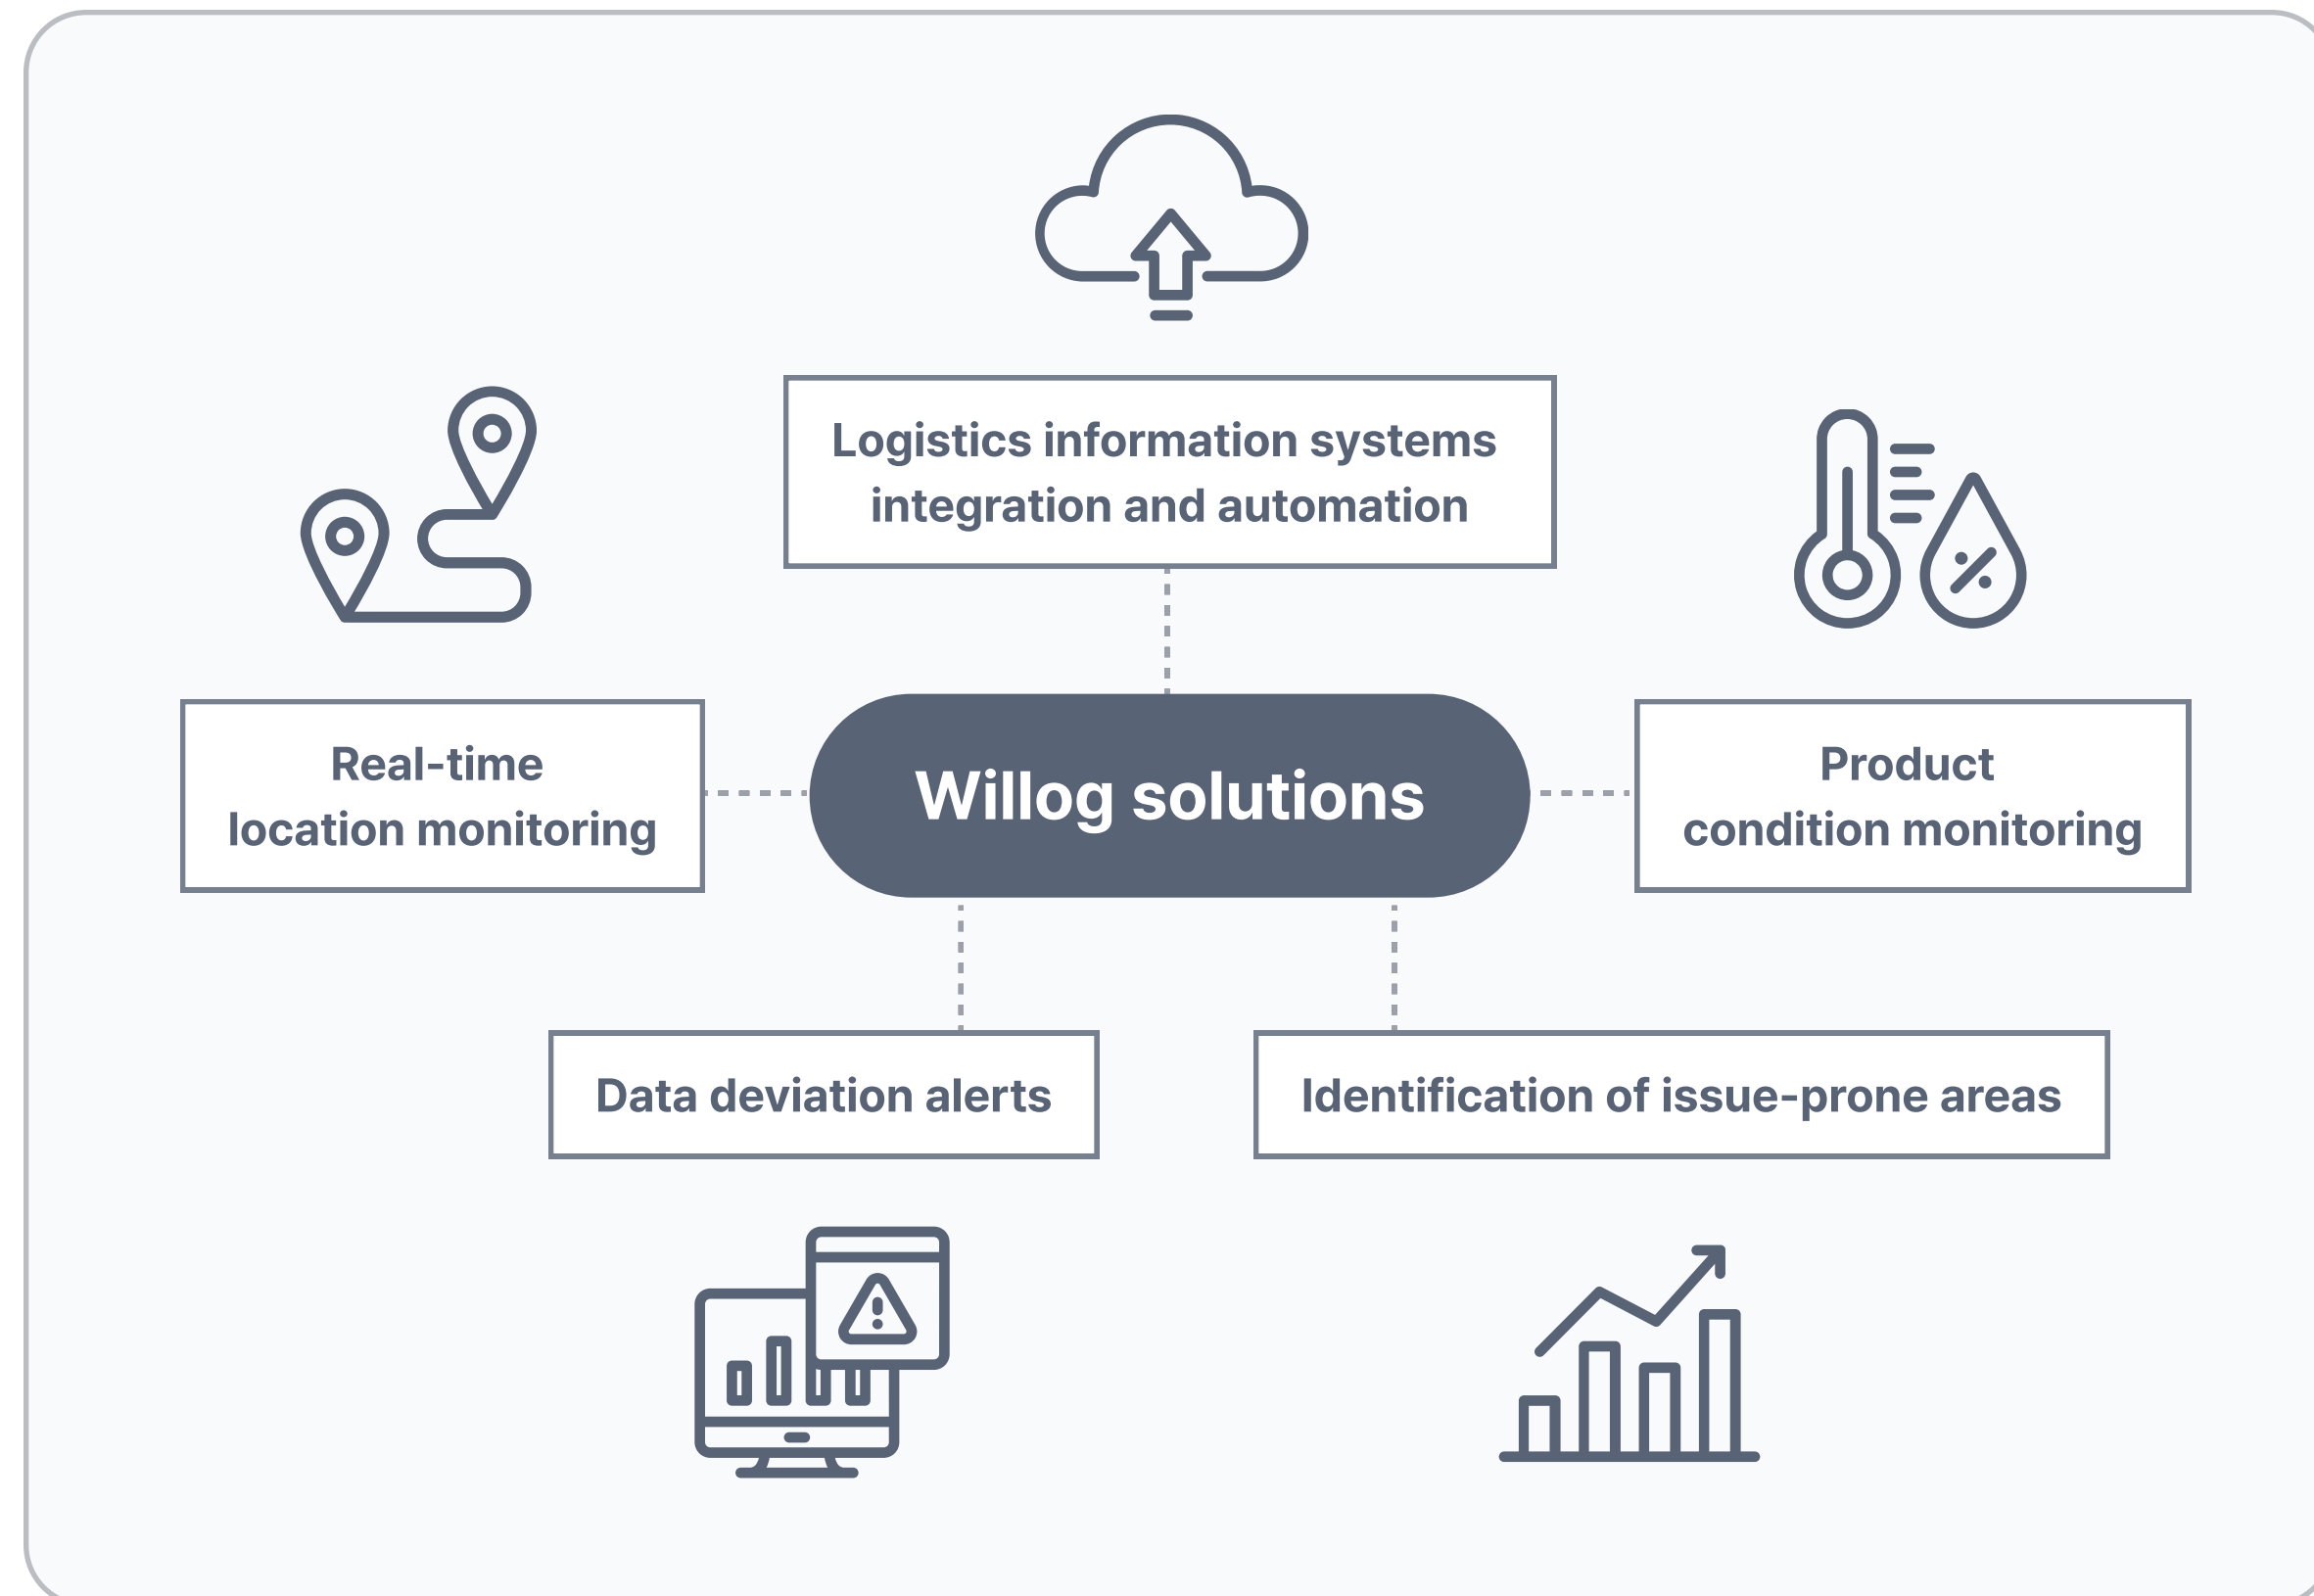 Logistics information systems
integration and automation
Real-time
location monitoring
Willog solutions
Product
condition monitoring
Data deviation alerts
Identification of issue-prone areas